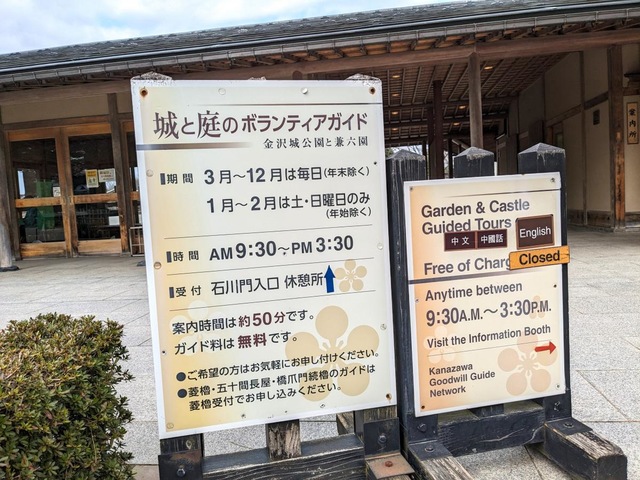 城と庭のボランティアガイド
金沢城公園と兼六園
期間 3月～12月は毎日(年末除く)
1月～2月は土・日曜日のみ
(年始除く)
時間 AM9:30～PM3:30
受付 石川門入口 休憩所
案内時間は約50分です。
ガイド料は無料です。
●ご希望の方はお気軽にお申し付けください。
●菱櫓・五十間長屋・橋爪門続櫓のガイドは
菱櫓受付でお申し込みください。
Garden & Castle
Guided Tours
中文 中國語 English
Closed
Free of Charg
Anytime between
9:30A.M.～3:30P.M.
Visit the Information Booth
Kanazawa
Goodwill Guide
Network
案内所